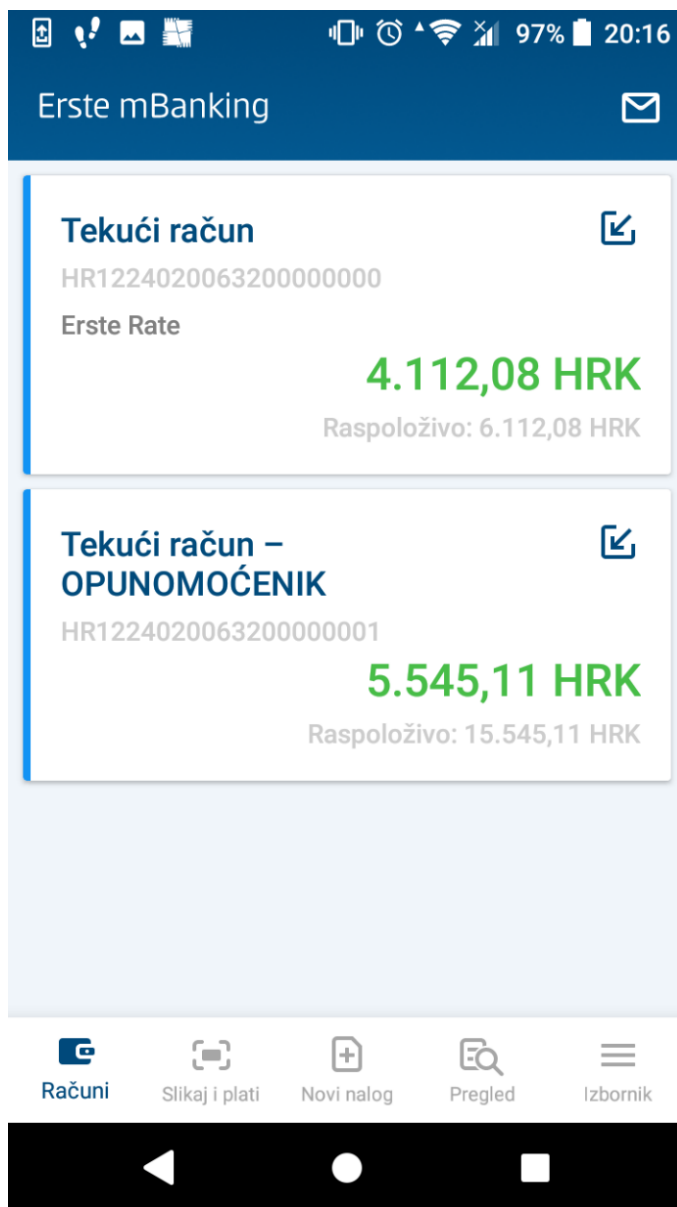 97% 20:16
Erste mBanking
Tekući račun
HR1224020063200000000
Erste Rate
4.112,08 HRK
Raspoloživo: 6.112,08 HRK
Tekući račun –
OPUNOMOĆENIK
HR1224020063200000001
5.545,11 HRK
Raspoloživo: 15.545,11 HRK
Računi Slikaj i plati Novi nalog Pregled Izbornik